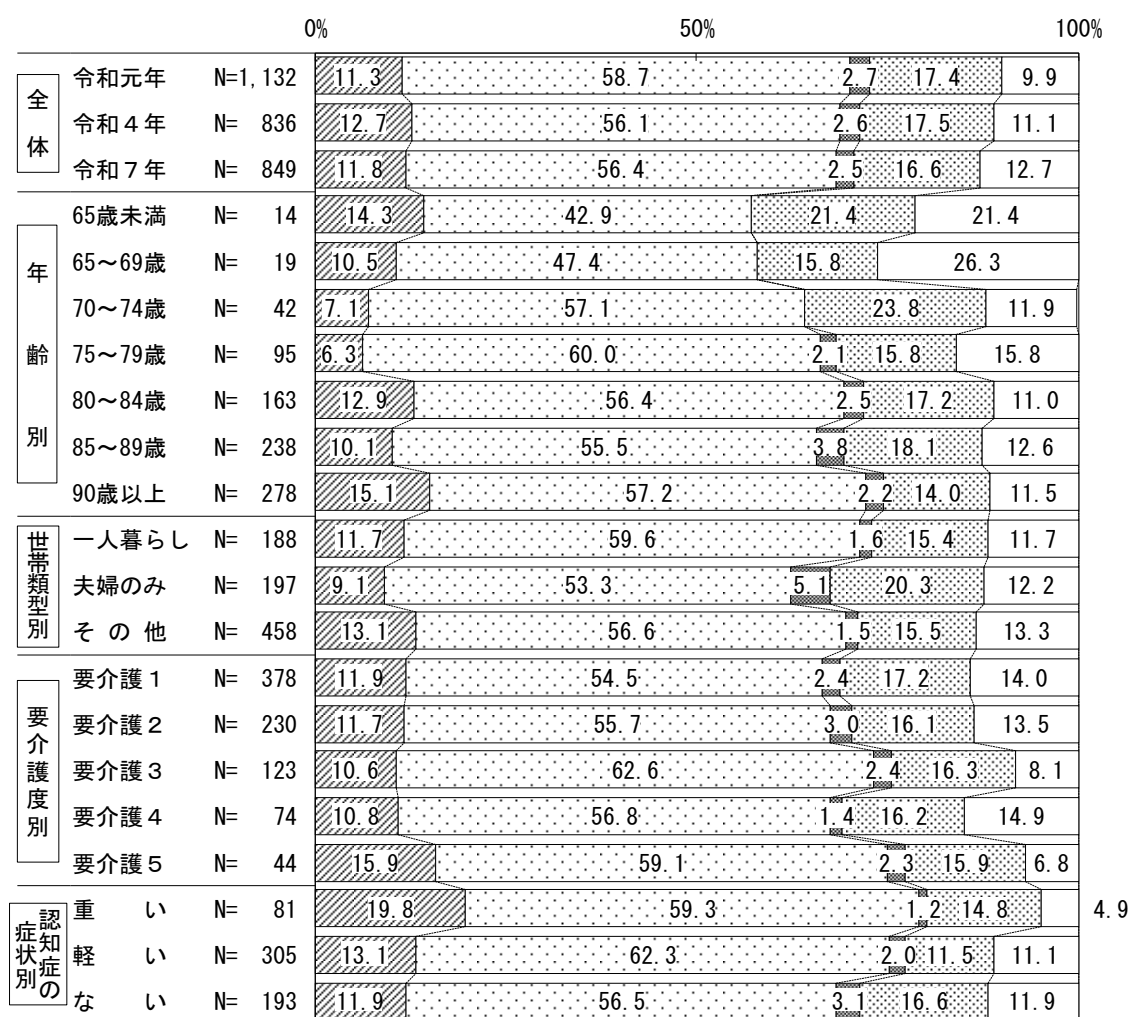 0% 50% 100%
全体
令和元年 N=1,132 11.3 58.7 2.7 17.4 9.9
令和４年 N= 836 12.7 56.1 2.6 17.5 11.1
令和７年 N= 849 11.8 56.4 2.5 16.6 12.7
年齢別
65歳未満 N= 14 14.3 42.9 21.4 21.4
65～69歳 N= 19 10.5 47.4 15.8 26.3
70～74歳 N= 42 7.1 57.1 23.8 11.9
75～79歳 N= 95 6.3 60.0 2.1 15.8 15.8
80～84歳 N= 163 12.9 56.4 2.5 17.2 11.0
85～89歳 N= 238 10.1 55.5 3.8 18.1 12.6
90歳以上 N= 278 15.1 57.2 2.2 14.0 11.5
世帯類型別
一人暮らし N= 188 11.7 59.6 1.6 15.4 11.7
夫婦のみ N= 197 9.1 53.3 5.1 20.3 12.2
そ の 他 N= 458 13.1 56.6 1.5 15.5 13.3
要介護度別
要介護１ N= 378 11.9 54.5 2.4 17.2 14.0
要介護２ N= 230 11.7 55.7 3.0 16.1 13.5
要介護３ N= 123 10.6 62.6 2.4 16.3 8.1
要介護４ N= 74 10.8 56.8 1.4 16.2 14.9
要介護５ N= 44 15.9 59.1 2.3 15.9 6.8
認知症の
症状別
重 い N= 81 19.8 59.3 1.2 14.8 4.9
軽 い N= 305 13.1 62.3 2.0 11.5 11.1
な い N= 193 11.9 56.5 3.1 16.6 11.9